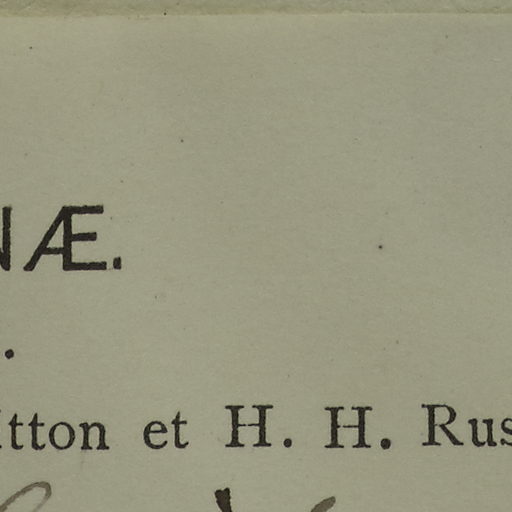 NÆ.
.
itton et H. H. Rus